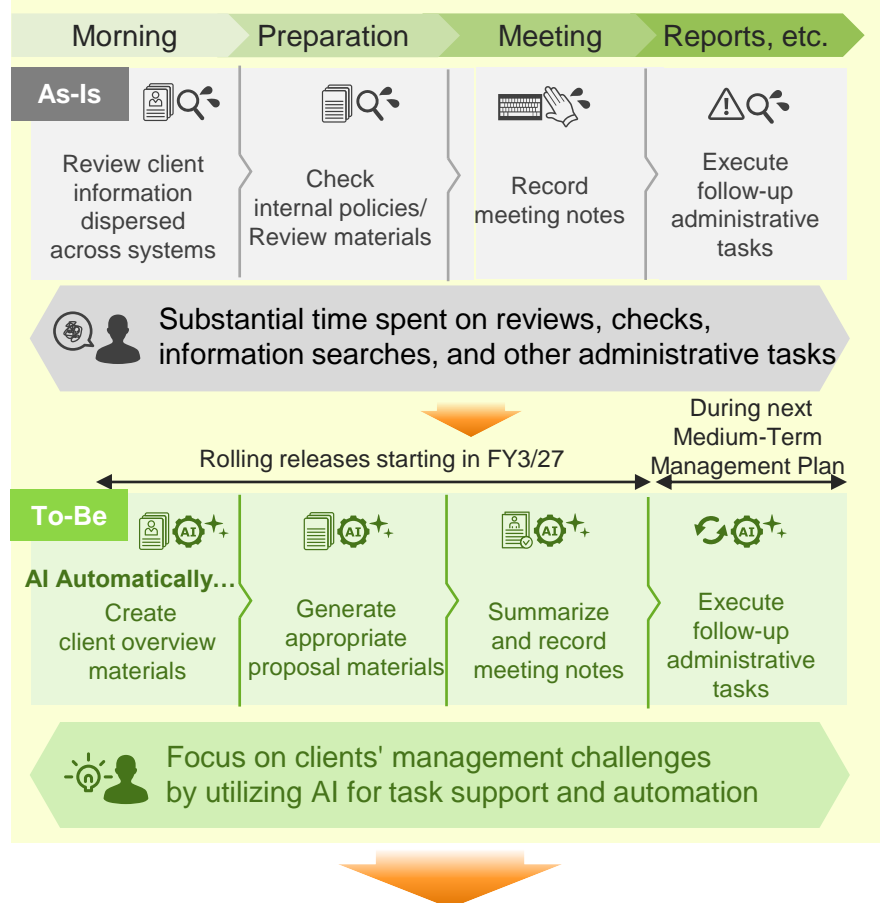 Morning
Preparation
Meeting
Reports, etc.
As-Is
Review client
information
dispersed
across systems
Check
internal policies/
Review materials
Record
meeting notes
Execute
follow-up
administrative
tasks
Substantial time spent on reviews, checks,
information searches, and other administrative tasks
Rolling releases starting in FY3/27
During next
Medium-Term
Management Plan
To-Be
AI
AI
AI
AI
AI Automatically…
Create
client overview
materials
Generate
appropriate
proposal materials
Summarize
and record
meeting notes
Execute
follow-up
administrative
tasks
Focus on clients' management challenges
by utilizing AI for task support and automation